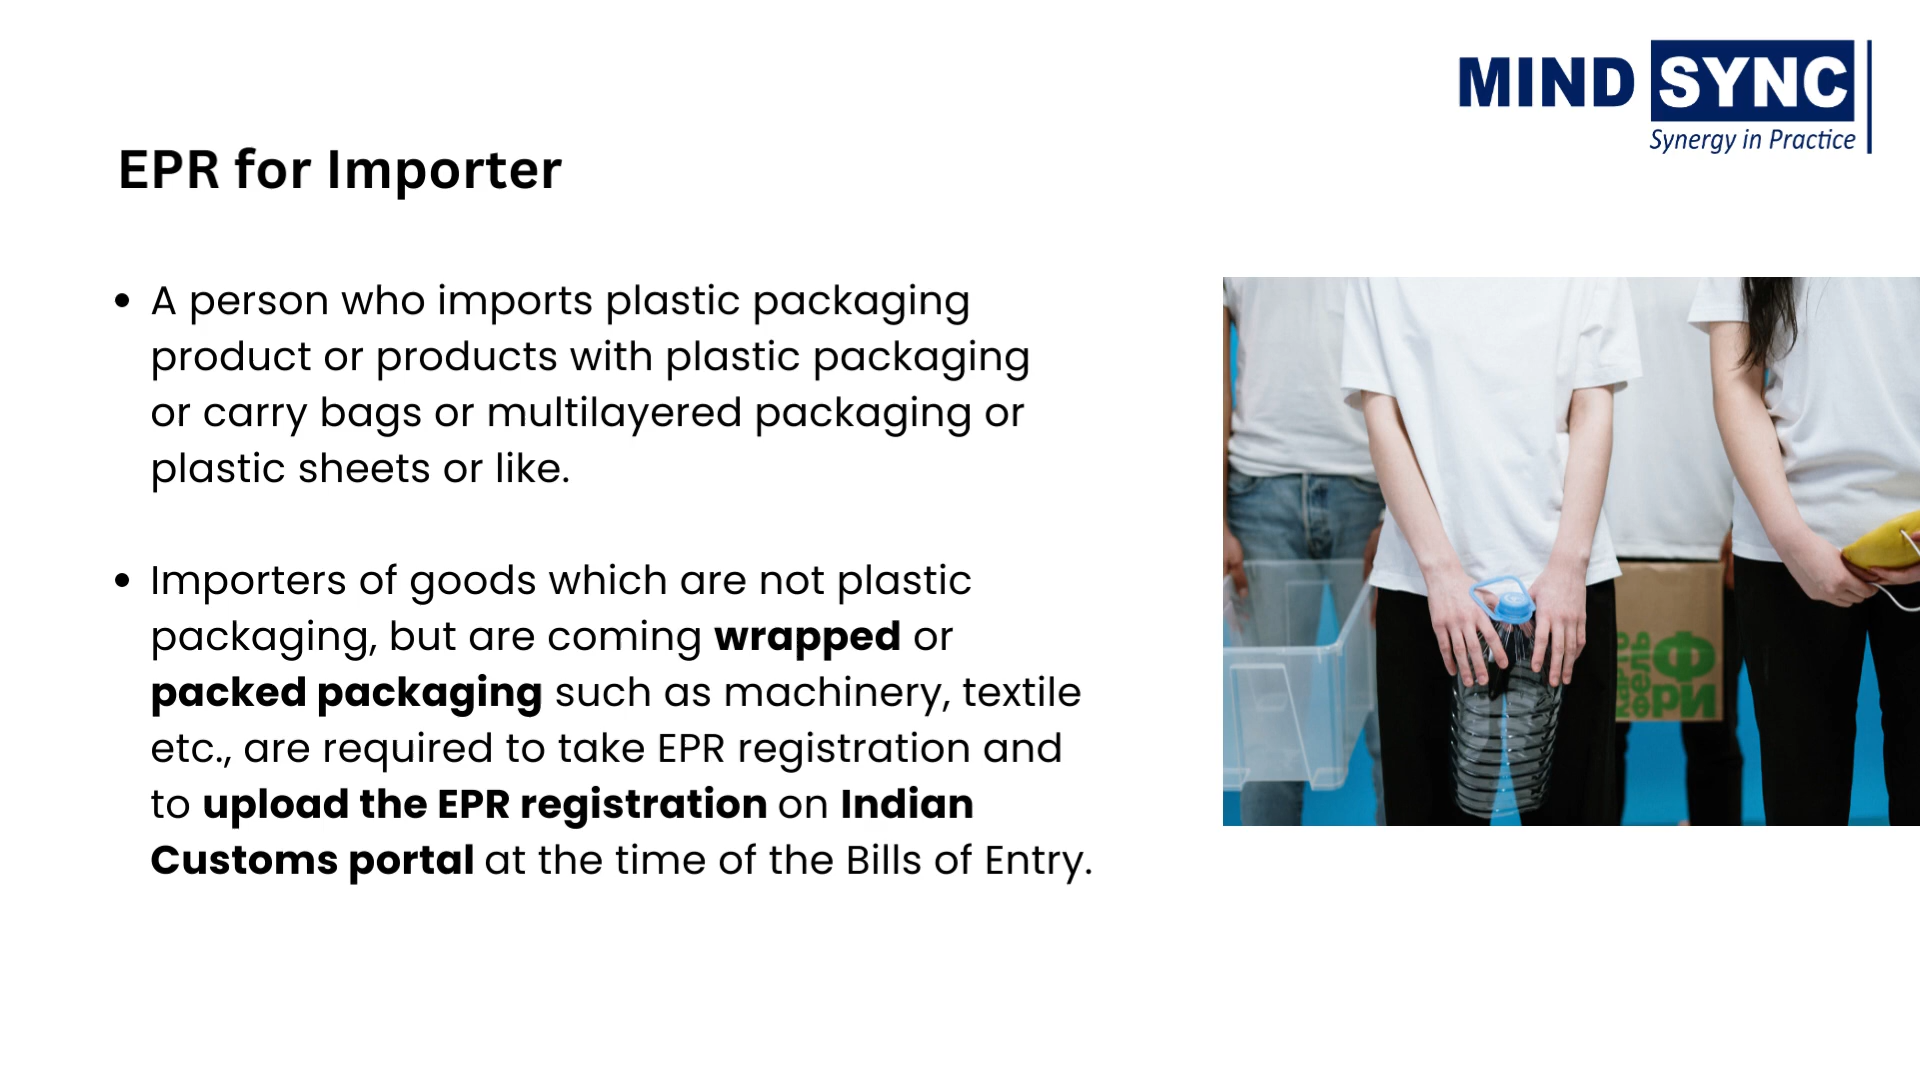 MIND SYNC
Synergy in Practice
EPR for Importer
• A person who imports plastic packaging
product or products with plastic packaging
or carry bags or multilayered packaging or
plastic sheets or like.
• Importers of goods which are not plastic
packaging, but are coming wrapped or
packed packaging such as machinery, textile
etc., are required to take EPR registration and
to upload the EPR registration on Indian
Customs portal at the time of the Bills of Entry.
ФРИ